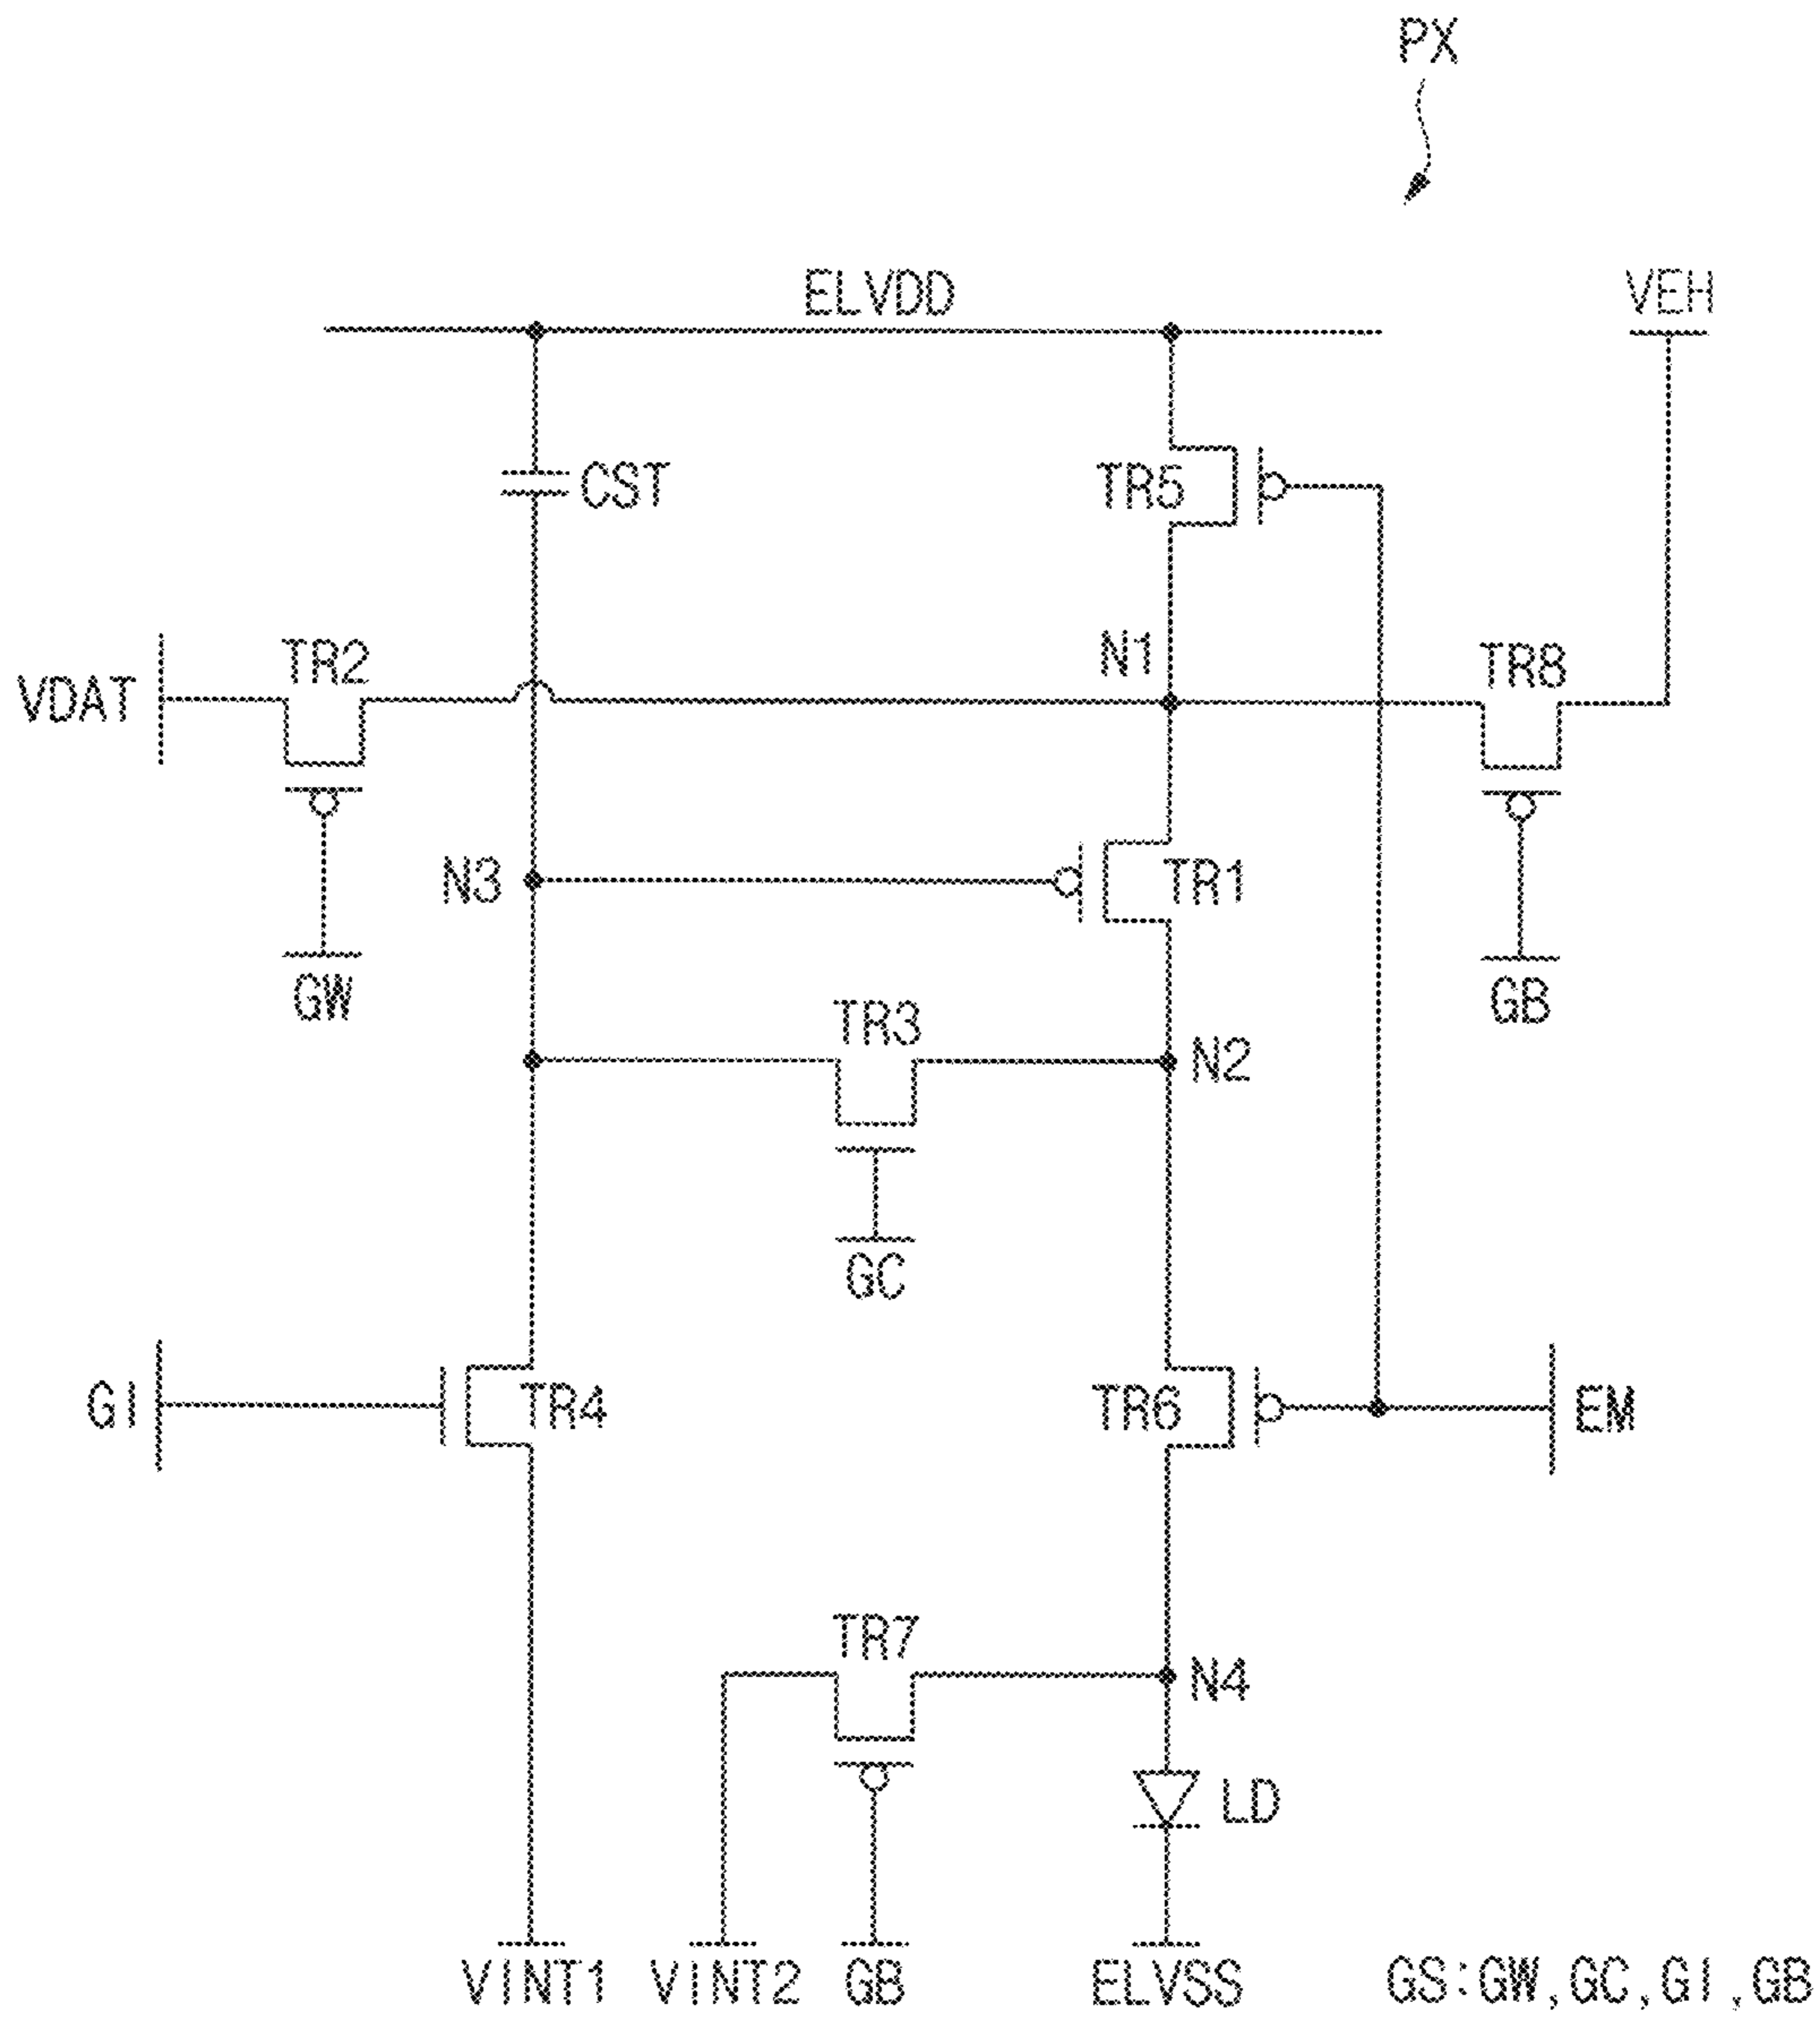 PX
ELVDD
VEH
CST
TR5
TR2
N1
TR8
VDAT
N3
TR1
GW
GB
TR3
N2
GC
GI
TR4
TR6
EM
TR7
N4
LD
VINT1
VINT2
GB
ELVSS
GS:GW,GC,GI,GB